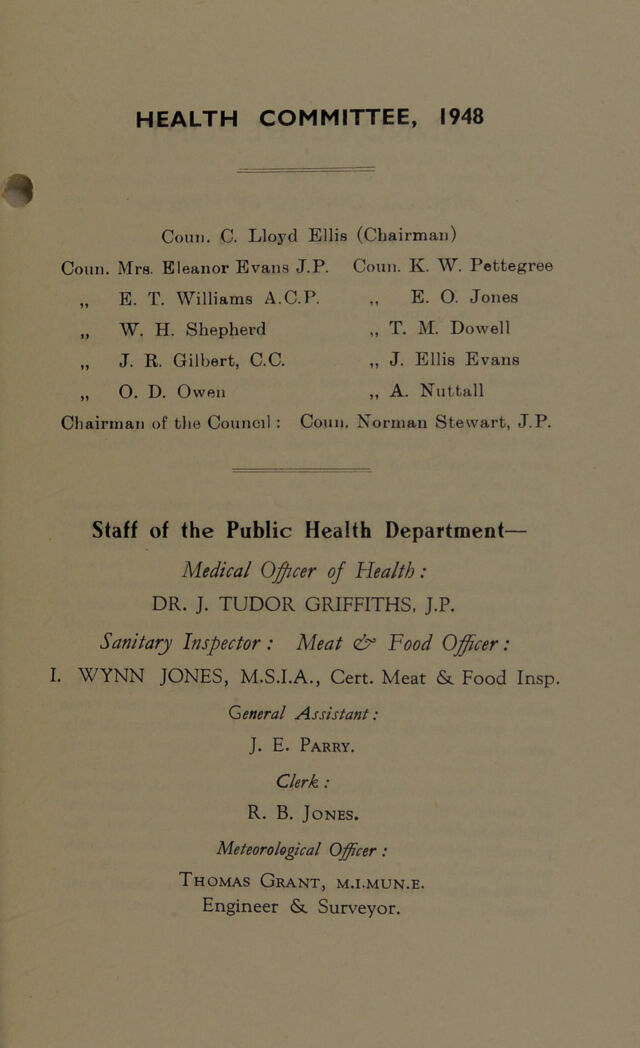 HEALTH COMMITTEE, 1948
Coun. C. Lloyd Ellis (Chairman)
Coun. Mrs. Eleanor Evans J.P. Coun. K. W. Pettegree
„ E. T. Williams A.C.P. „ E. O. Jones
„ W. H. Shepherd „ T. M. Dowell
„ J. R. Gilbert, C.C. „ J. Ellis Evans
„ O. D. Owen „ A. Nuttall
Chairman of the Council : Coun. Norman Stewart, J.P.
Staff of the Public Health Department—
Medical Officer of Health :
DR. J. TUDOR GRIFFITHS, J.P.
Sanitary Inspector : Meat & Food Officer :
I. WYNN JONES, M.S.I.A., Cert. Meat & Food Insp.
General Assistant :
J. E. PARRY.
Clerk :
R. B. JONES.
Meteorological Officer :
THOMAS GRANT, M.I.MUN.E.
Engineer & Surveyor.